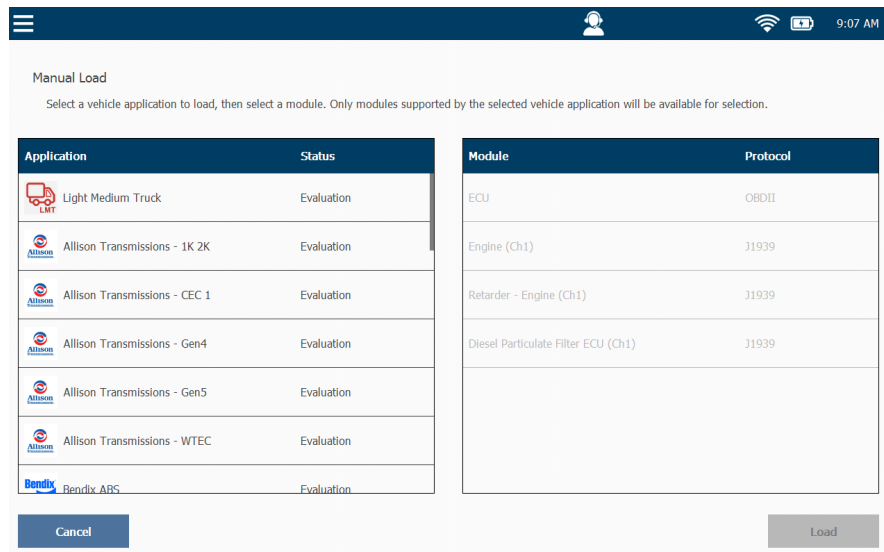 9:07 AM
Manual Load
Select a vehicle application to load, then select a module. Only modules supported by the selected vehicle application will be available for selection.
Application Status
LMT Light Medium Truck Evaluation
Allison Allison Transmissions - 1K 2K Evaluation
Allison Allison Transmissions - CEC 1 Evaluation
Allison Allison Transmissions - Gen4 Evaluation
Allison Allison Transmissions - Gen5 Evaluation
Allison Allison Transmissions - WTEC Evaluation
Bendix Bendix ABS Evaluation
Module Protocol
ECU OBDII
Engine (Ch1) J1939
Retarder - Engine (Ch1) J1939
Diesel Particulate Filter ECU (Ch1) J1939
Cancel
Load